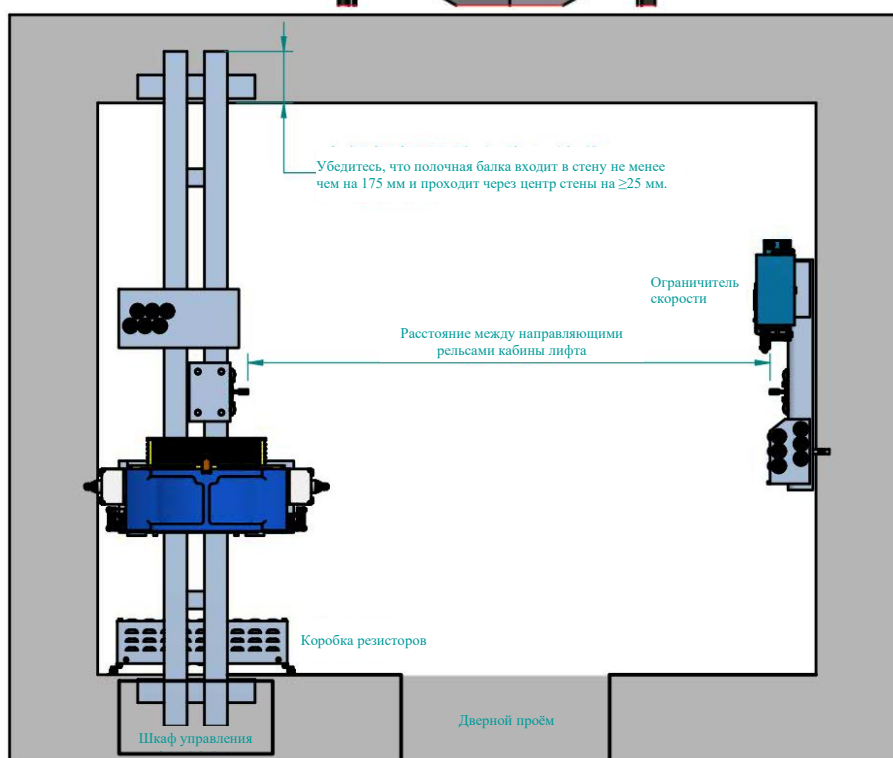 Убедитесь, что полочная балка входит в стену не менее
чем на 175 мм и проходит через центр стены на ≥25 мм.
Ограничитель
скорости
Расстояние между направляющими
рельсами кабины лифта
Коробка резисторов
Дверной проём
Шкаф управления